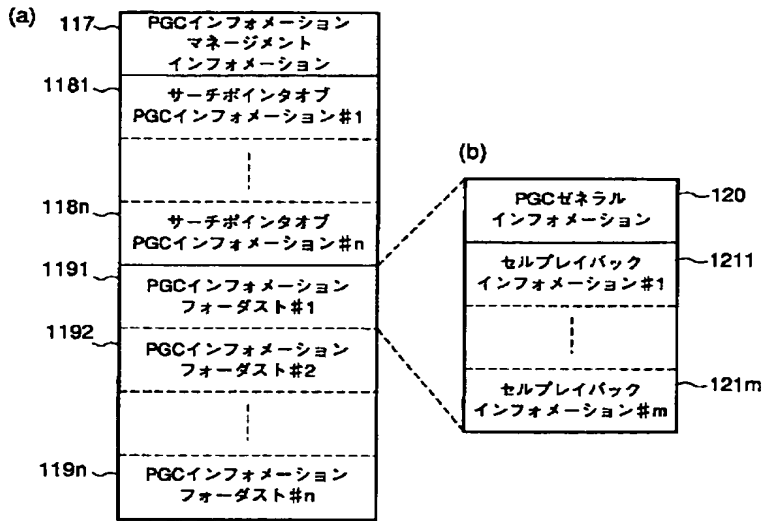 (a)
117
PGCインフォメーション
マネージメント
インフォメーション
1181
サーチポインタオブ
PGCインフォメーション#1
118n
サーチポインタオブ
PGCインフォメーション#n
1191
PGCインフォメーション
フォーダスト#1
1192
PGCインフォメーション
フォーダスト#2
119n
PGCインフォメーション
フォーダスト#n
(b)
PGCゼネラル
インフォメーション
120
セルプレイバック
インフォメーション#1
1211
セルプレイバック
インフォメーション#m
121m